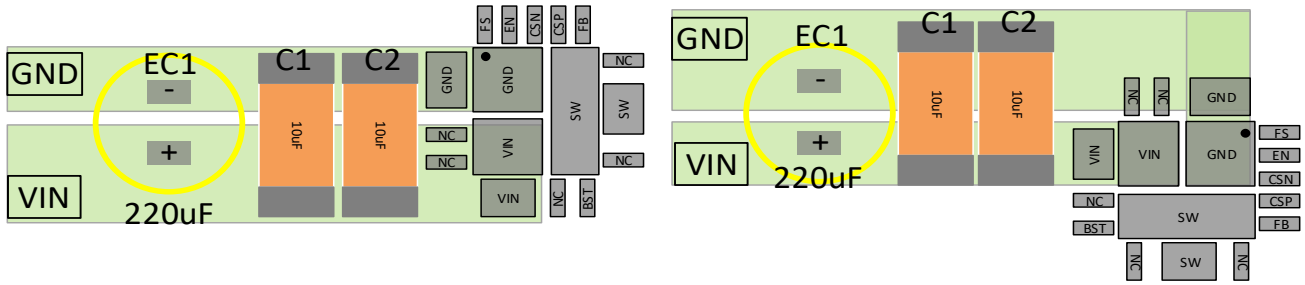 FS
EN
CSN
CSP
FB
GND
EC1
C1
C2
-
GND
GND
SW
NC
SW
10uF
10uF
+
NC
NC
VIN
NC
VIN
220uF
VIN
NC
BST
GND
EC1
C1
C2
-
10uF
10uF
NC
NC
GND
+
VIN
VIN
VIN
GND
FS
EN
CSN
220uF
NC
SW
CSP
BST
FB
NC
SW
NC